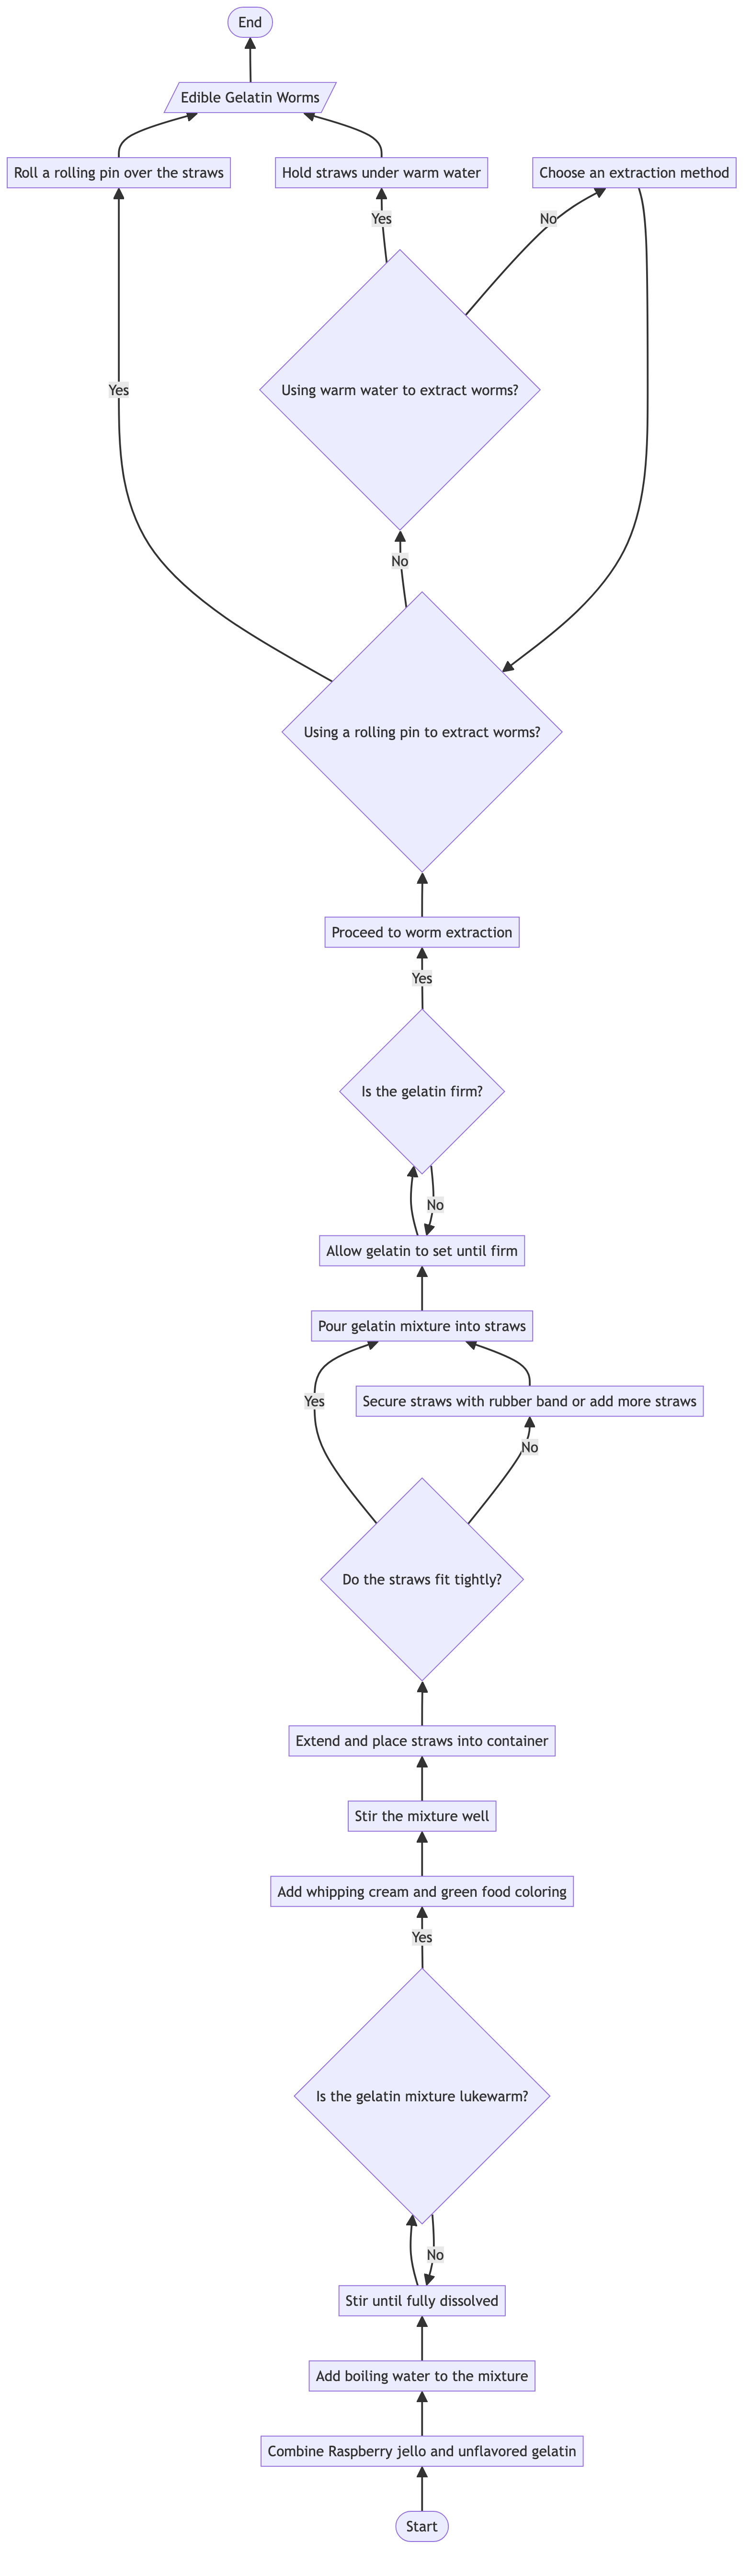 End
Edible Gelatin Worms
Roll a rolling pin over the straws
Hold straws under warm water
Choose an extraction method
Yes
No
Using warm water to extract worms?
Yes
No
Using a rolling pin to extract worms?
Proceed to worm extraction
Yes
Is the gelatin firm?
No
Allow gelatin to set until firm
Pour gelatin mixture into straws
Yes
Secure straws with rubber band or add more straws
No
Do the straws fit tightly?
Extend and place straws into container
Stir the mixture well
Add whipping cream and green food coloring
Yes
Is the gelatin mixture lukewarm?
No
Stir until fully dissolved
Add boiling water to the mixture
Combine Raspberry jello and unflavored gelatin
Start